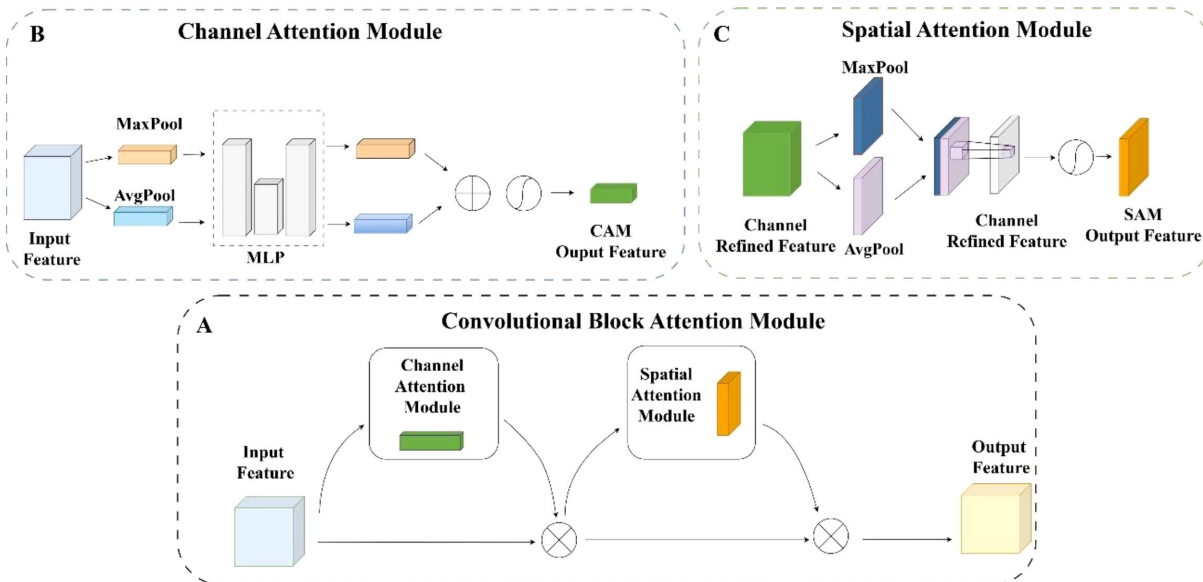 B
Channel Attention Module
MaxPool
AvgPool
Input
Feature
MLP
CAM
Ouput Feature
C
Spatial Attention Module
MaxPool
Channel
Refined Feature
AvgPool
Channel
Refined Feature
SAM
Output Feature
A
Convolutional Block Attention Module
Channel
Attention
Module
Spatial
Attention
Module
Input
Feature
Output
Feature